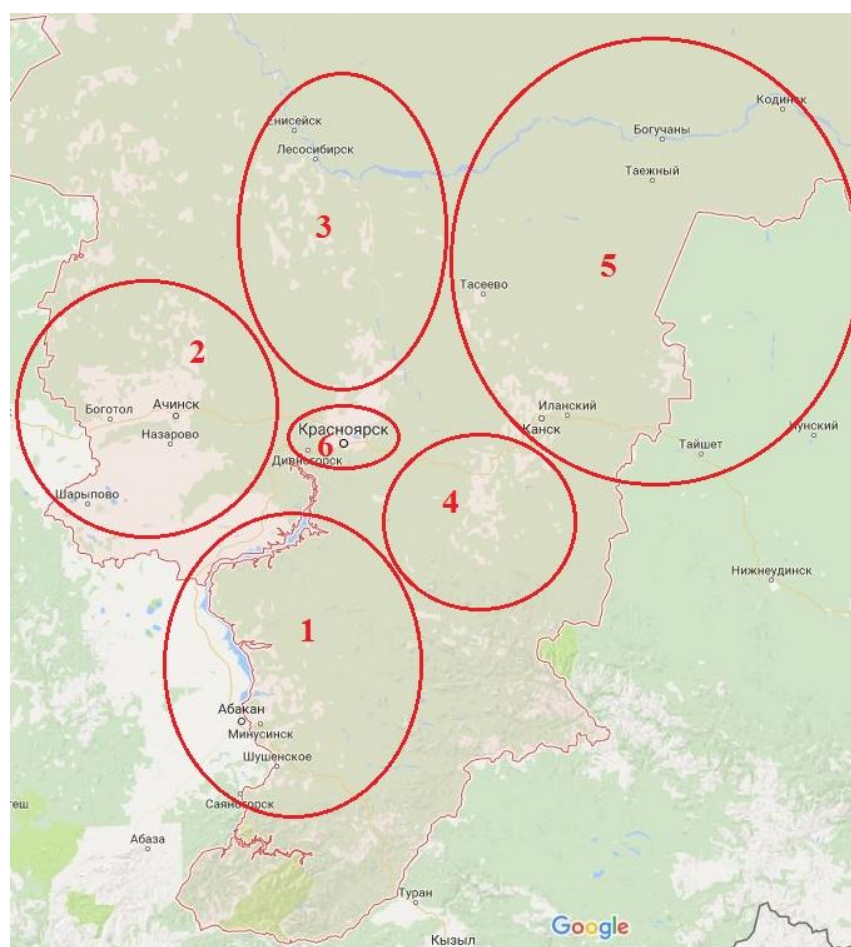 Кодинск
Енисейск
Богучаны
Лесосибирск
Таежный
3
5
Тасеево
2
Боготол
Ачинск
Иланский
Канск
Красноярск
6
Назарово
Дивногорск
Тайшет
Шарыпово
4
Нижнеудинск
1
Абакан
Минусинск
Шушенское
Саяногорск
Абаза
Туран
Google
Кызыл